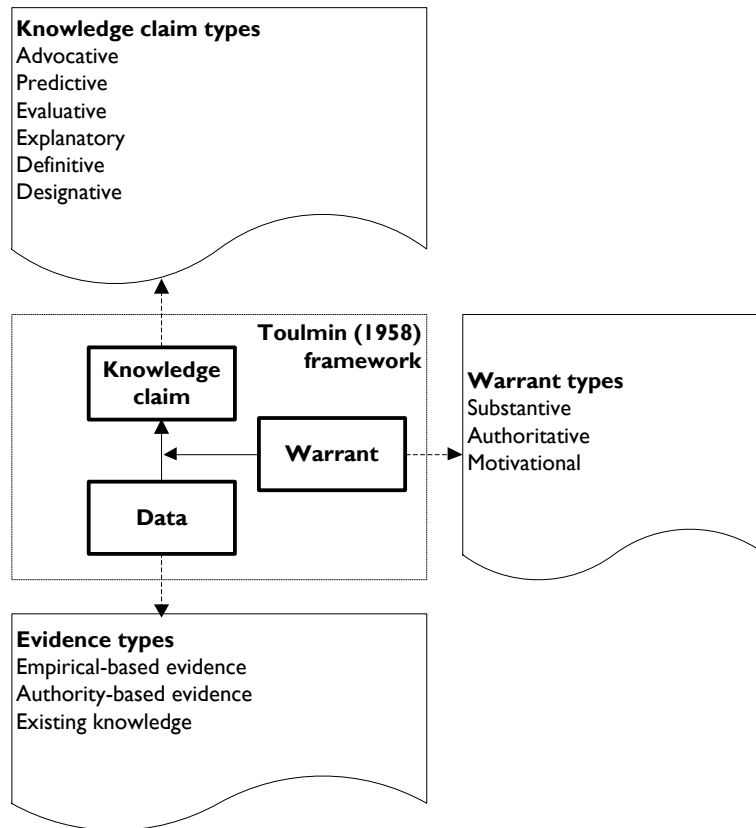 Knowledge claim types
Advocative
Predictive
Evaluative
Explanatory
Definitive
Designative
Toulmin (1958)
framework
Knowledge
claim
Warrant
Data
Warrant types
Substantive
Authoritative
Motivational
Evidence types
Empirical-based evidence
Authority-based evidence
Existing knowledge